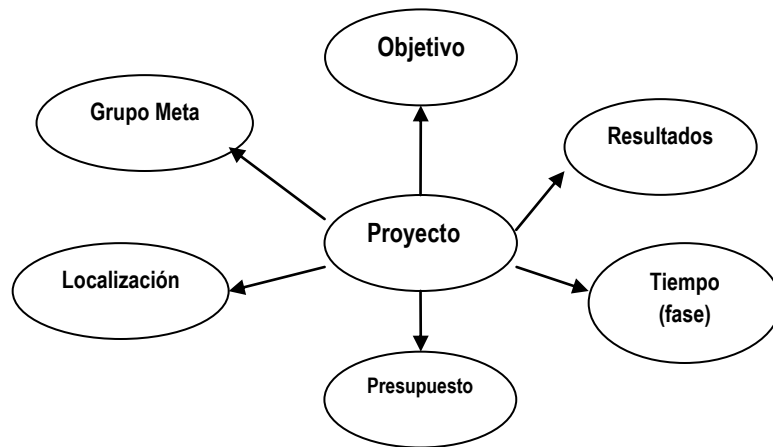 Objetivo
Grupo Meta
Resultados
Proyecto
Localización
Tiempo
(fase)
Presupuesto